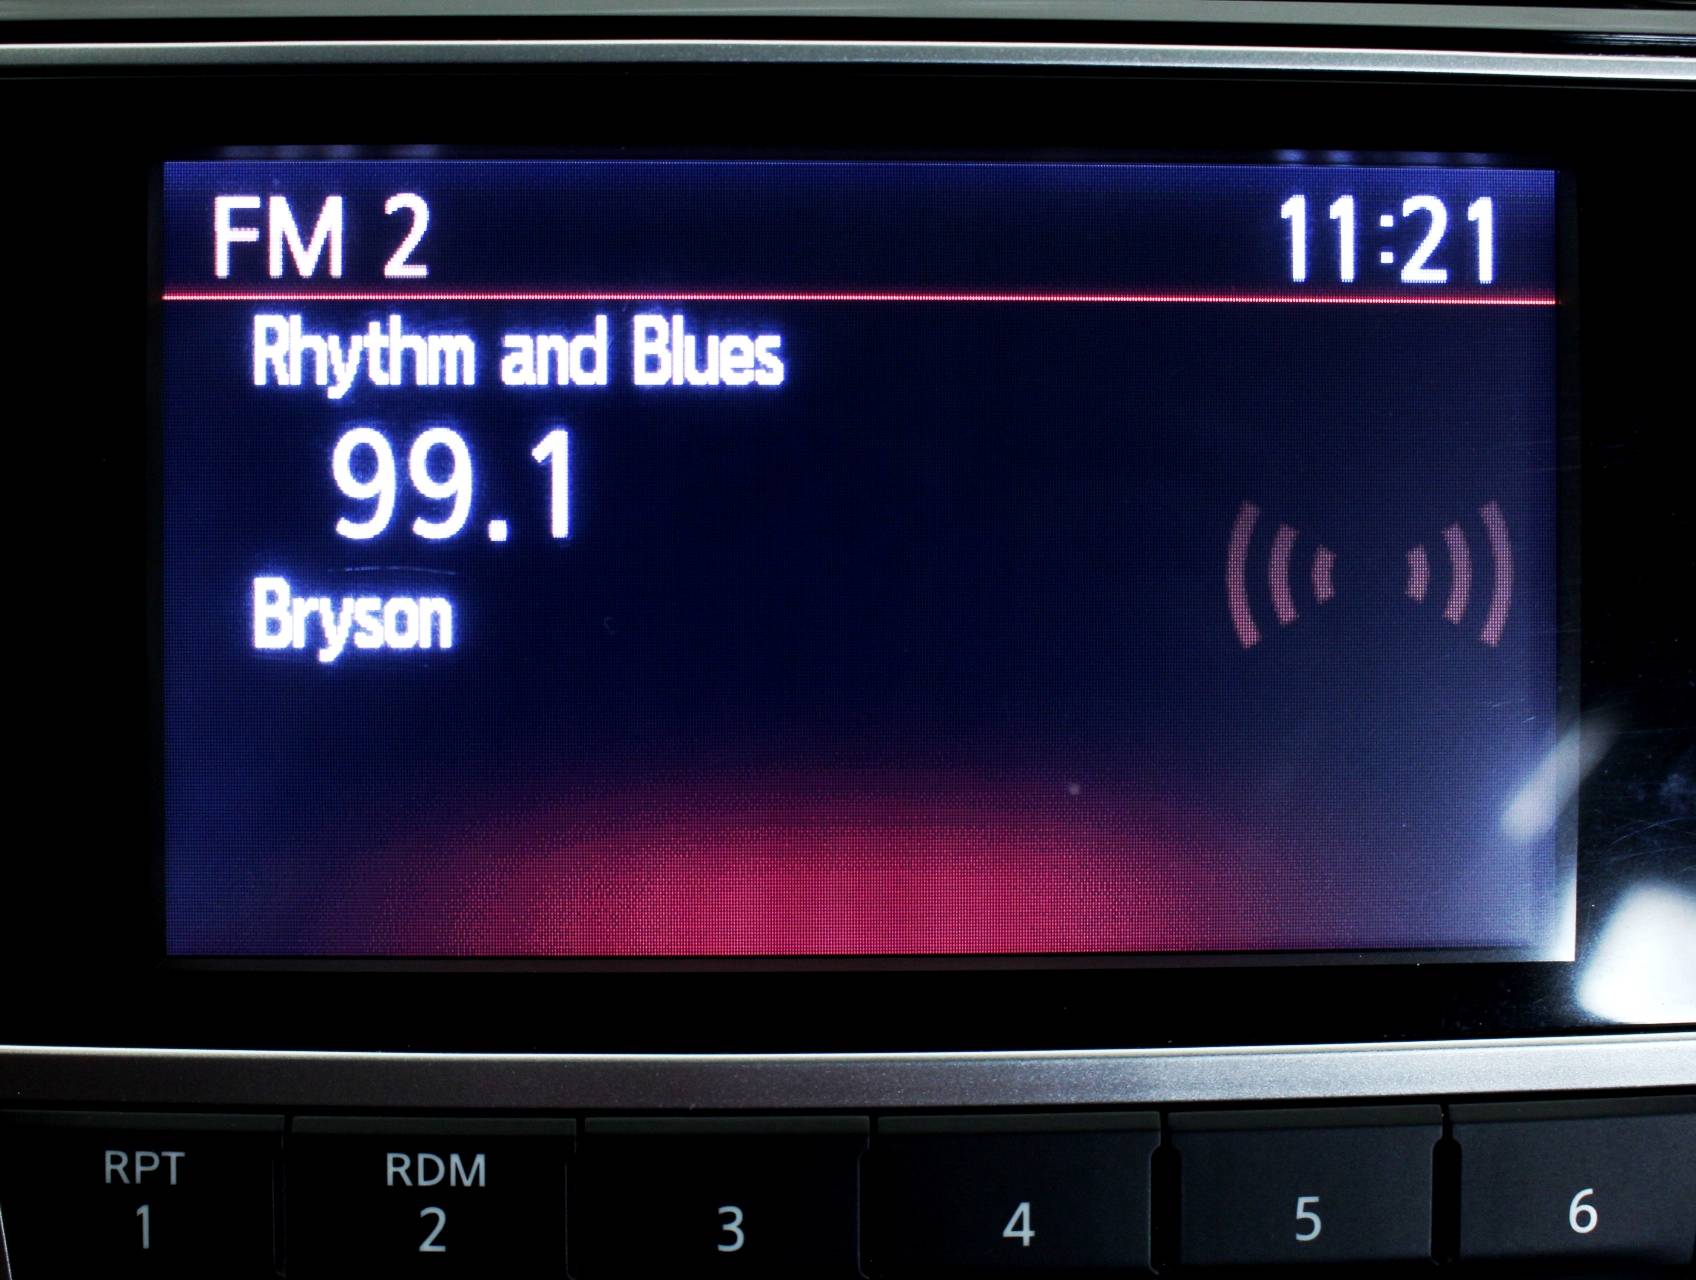 FM 2 11:21
Rhythm and Blues
99.1
Bryson
RPT RDM
1 2 3 4 5 6